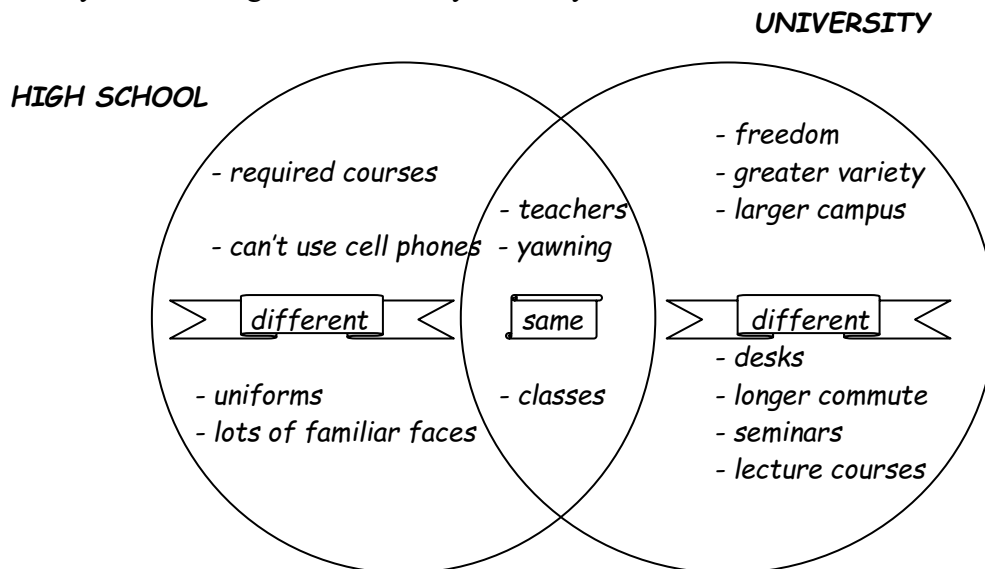 UNIVERSITY
HIGH SCHOOL
- required courses
- can't use cell phones
different
- uniforms
- lots of familiar faces
- teachers
- yawning
same
- classes
- freedom
- greater variety
- larger campus
different
- desks
- longer commute
- seminars
- lecture courses